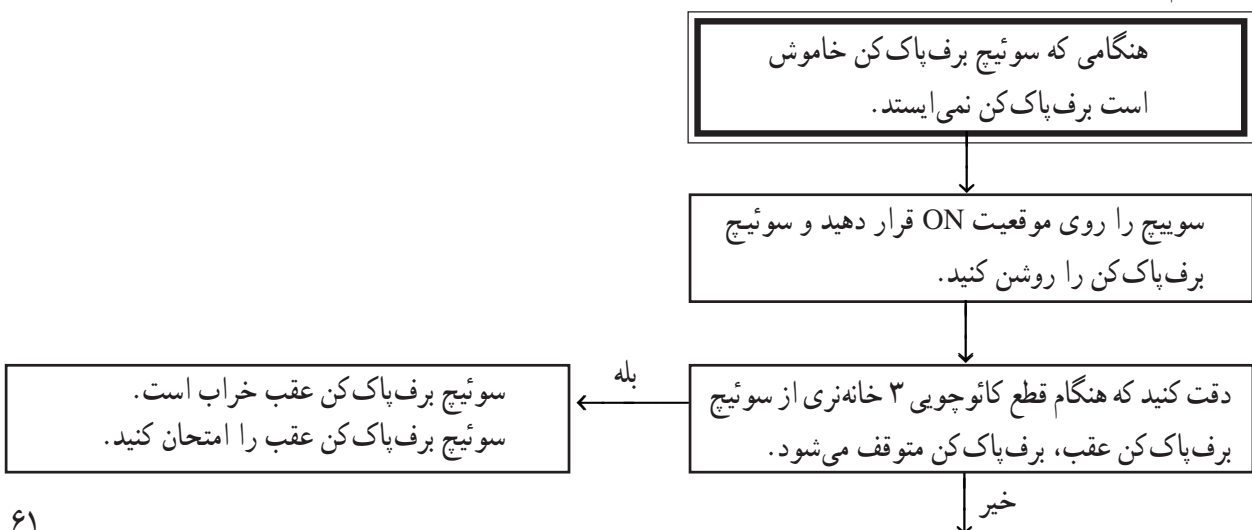 هنگامی که سوئیچ برف‌پاک‌کن خاموش
است برف‌پاک‌کن نمی‌ایستد.
سوییچ را روی موقعیت ON قرار دهید و سوئیچ
برف‌پاک‌کن را روشن کنید.
دقت کنید که هنگام قطع کائوچویی ۳ خانه‌نری از سوئیچ
برف‌پاک‌کن عقب، برف‌پاک‌کن متوقف می‌شود.
بله
سوئیچ برف‌پاک‌کن عقب خراب است.
سوئیچ برف‌پاک‌کن عقب را امتحان کنید.
خیر
۶۱